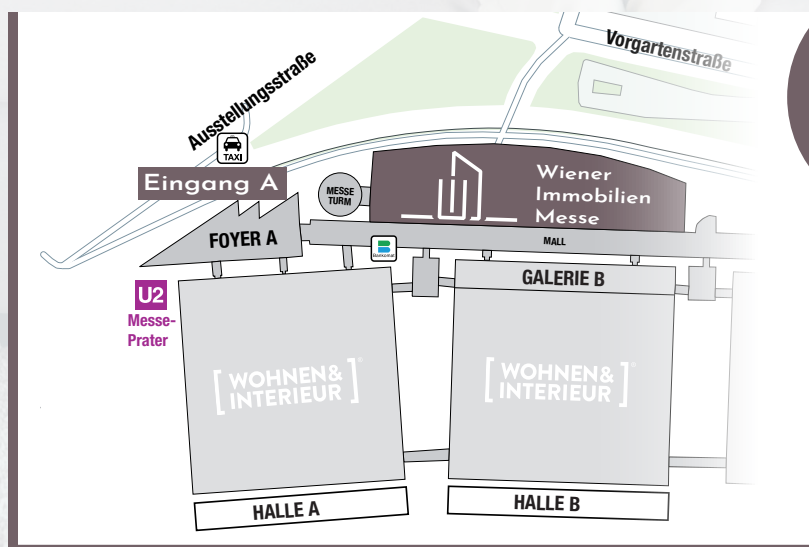 Vorgartenstraße
Ausstellungsstraße
TAXI
Eingang A
MESSE
TURM
Wiener
Immobilien
Messe
FOYER A
MALL
Bankomat
GALERIE B
U2
Messe-
Prater
[WOHNEN&
INTERIEUR]®
[WOHNEN&
INTERIEUR]®
HALLE A
HALLE B